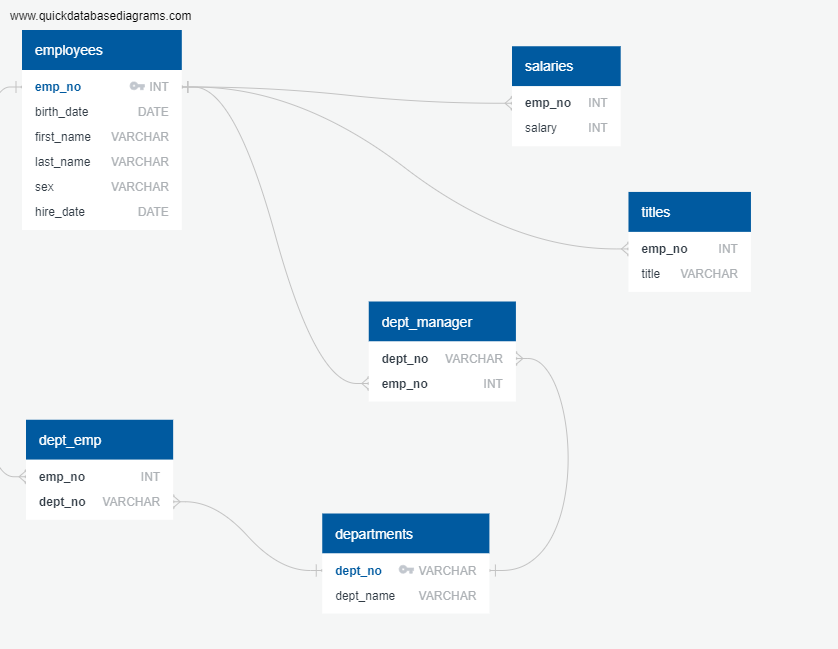 www.quickdatabasediagrams.com
employees
emp_no INT
birth_date DATE
first_name VARCHAR
last_name VARCHAR
sex VARCHAR
hire_date DATE
salaries
emp_no INT
salary INT
titles
emp_no INT
title VARCHAR
dept_manager
dept_no VARCHAR
emp_no INT
dept_emp
emp_no INT
dept_no VARCHAR
departments
dept_no VARCHAR
dept_name VARCHAR